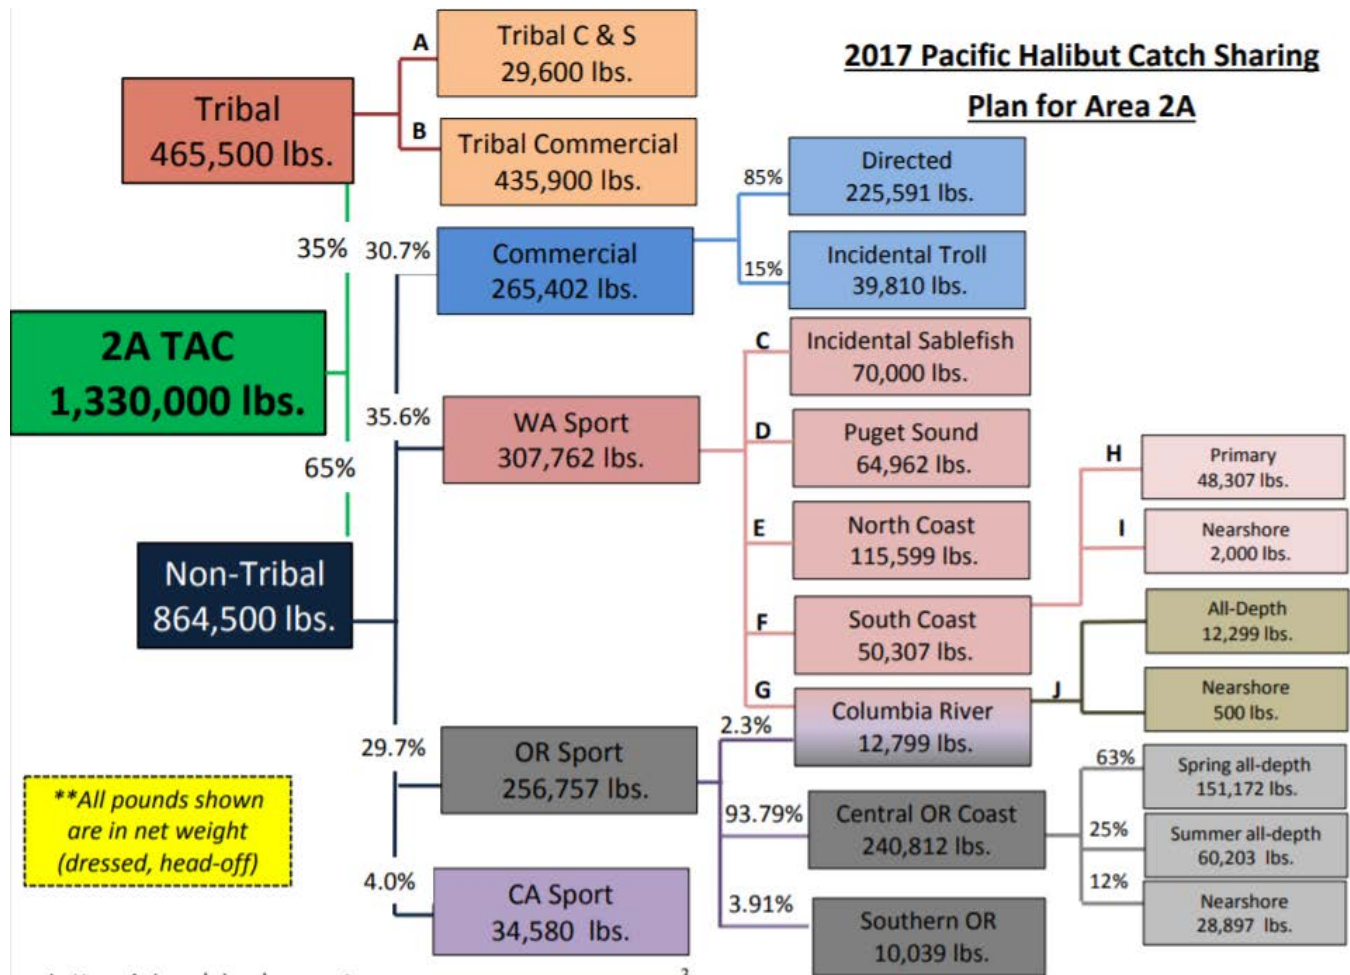 2017 Pacific Halibut Catch Sharing
Plan for Area 2A
A
Tribal C & S
29,600 lbs.
Tribal
465,500 lbs.
B
Tribal Commercial
435,900 lbs.
35%
30.7%
Commercial
265,402 lbs.
85%
Directed
225,591 lbs.
15%
Incidental Troll
39,810 lbs.
2A TAC
1,330,000 lbs.
35.6%
WA Sport
307,762 lbs.
C
Incidental Sablefish
70,000 lbs.
D
Puget Sound
64,962 lbs.
E
North Coast
115,599 lbs.
F
South Coast
50,307 lbs.
G
Columbia River
12,799 lbs.
H
Primary
48,307 lbs.
I
Nearshore
2,000 lbs.
J
All-Depth
12,299 lbs.
Nearshore
500 lbs.
65%
Non-Tribal
864,500 lbs.
29.7%
OR Sport
256,757 lbs.
2.3%
93.79%
Central OR Coast
240,812 lbs.
3.91%
Southern OR
10,039 lbs.
63%
Spring all-depth
151,172 lbs.
25%
Summer all-depth
60,203 lbs.
12%
Nearshore
28,897 lbs.
4.0%
CA Sport
34,580 lbs.
**All pounds shown
are in net weight
(dressed, head-off)